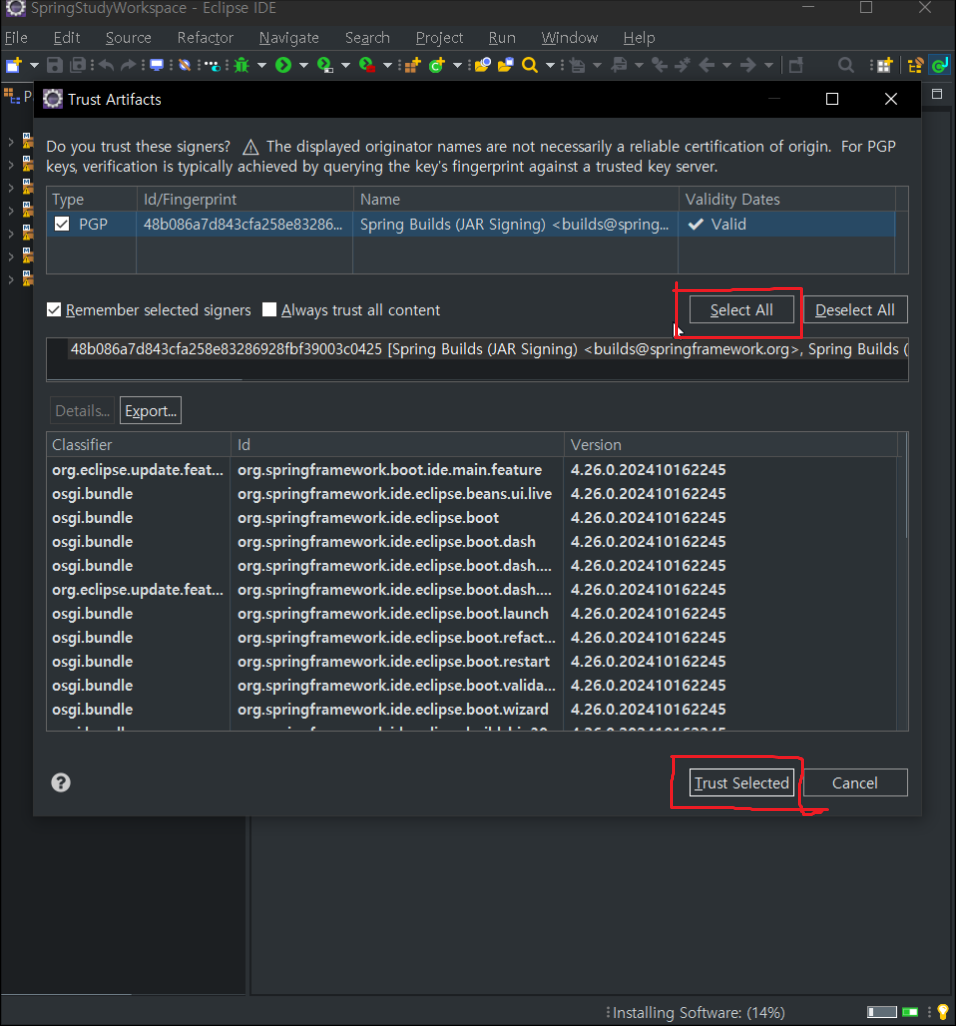 SpringStudyWorkspace - Eclipse IDE
File Edit Source Refactor Navigate Search Project Run Window Help
P
Trust Artifacts
Do you trust these signers? The displayed originator names are not necessarily a reliable certification of origin. For PGP
keys, verification is typically achieved by querying the key's fingerprint against a trusted key server.
Type Id/Fingerprint Name Validity Dates
PGP 48b086a7d843cfa258e83286... Spring Builds (JAR Signing) <builds@spring... Valid
Remember selected signers Always trust all content Select All Deselect All
48b086a7d843cfa258e83286928fbf39003c0425 [Spring Builds (JAR Signing) <builds@springframework.org>, Spring Builds (
Details... Export...
Classifier Id Version
org.eclipse.update.feat... org.springframework.boot.ide.main.feature 4.26.0.202410162245
osgi.bundle org.springframework.ide.eclipse.beans.ui.live 4.26.0.202410162245
osgi.bundle org.springframework.ide.eclipse.boot 4.26.0.202410162245
osgi.bundle org.springframework.ide.eclipse.boot.dash 4.26.0.202410162245
osgi.bundle org.springframework.ide.eclipse.boot.dash.... 4.26.0.202410162245
org.eclipse.update.feat... org.springframework.ide.eclipse.boot.dash.... 4.26.0.202410162245
osgi.bundle org.springframework.ide.eclipse.boot.launch 4.26.0.202410162245
osgi.bundle org.springframework.ide.eclipse.boot.refact... 4.26.0.202410162245
osgi.bundle org.springframework.ide.eclipse.boot.restart 4.26.0.202410162245
osgi.bundle org.springframework.ide.eclipse.boot.valida... 4.26.0.202410162245
osgi.bundle org.springframework.ide.eclipse.boot.wizard 4.26.0.202410162245
Trust Selected Cancel
Installing Software: (14%)